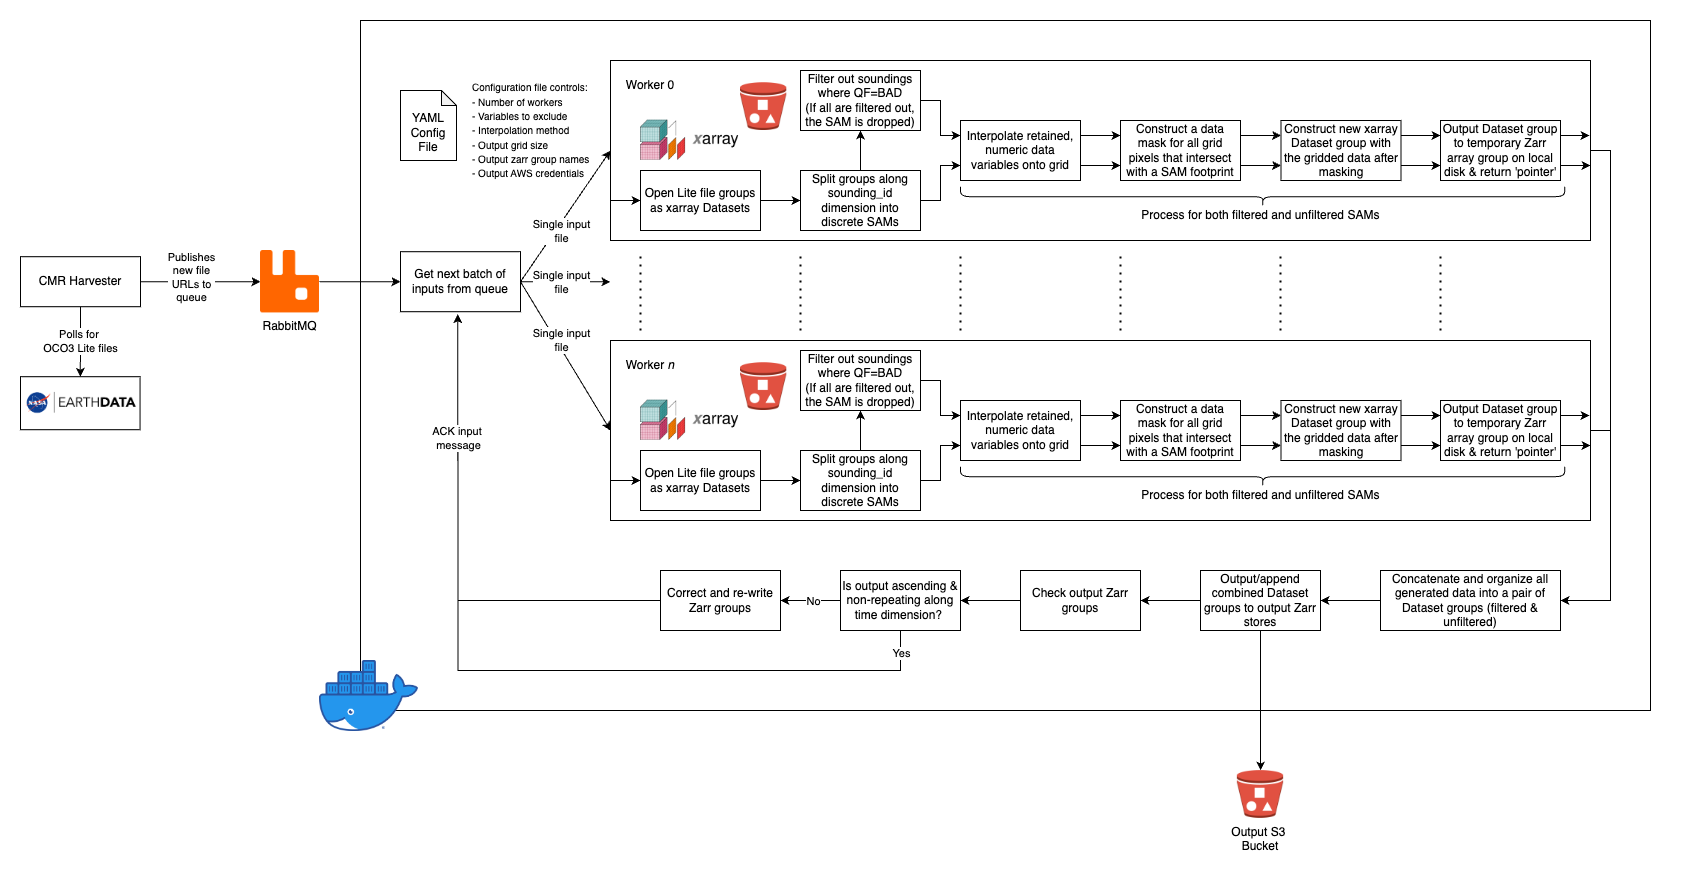 CMR Harvester
Publishes
new file
URLs to
queue
Polls for
OCO3 Lite files
NASA
EARTHDATA
RabbitMQ
YAML
Config
File
Configuration file controls:
- Number of workers
- Variables to exclude
- Interpolation method
- Output grid size
- Output zarr group names
- Output AWS credentials
Get next batch of
inputs from queue
Single input
file
Single input
file
Single input
file
Worker 0
xarray
Open Lite file groups
as xarray Datasets
Filter out soundings
where QF=BAD
(If all are filtered out,
the SAM is dropped)
Split groups along
sounding_id
dimension into
discrete SAMs
Interpolate retained,
numeric data
variables onto grid
Construct a data
mask for all grid
pixels that intersect
with a SAM footprint
Construct new xarray
Dataset group with
the gridded data after
masking
Output Dataset group
to temporary Zarr
array group on local
disk & return 'pointer'
Process for both filtered and unfiltered SAMs
Worker n
xarray
Open Lite file groups
as xarray Datasets
Filter out soundings
where QF=BAD
(If all are filtered out,
the SAM is dropped)
Split groups along
sounding_id
dimension into
discrete SAMs
Interpolate retained,
numeric data
variables onto grid
Construct a data
mask for all grid
pixels that intersect
with a SAM footprint
Construct new xarray
Dataset group with
the gridded data after
masking
Output Dataset group
to temporary Zarr
array group on local
disk & return 'pointer'
Process for both filtered and unfiltered SAMs
Concatenate and organize all
generated data into a pair of
Dataset groups (filtered &
unfiltered)
Output/append
combined Dataset
groups to output Zarr
stores
Check output Zarr
groups
Is output ascending &
non-repeating along
time dimension?
No
Yes
Correct and re-write
Zarr groups
ACK input
message
Output S3
Bucket